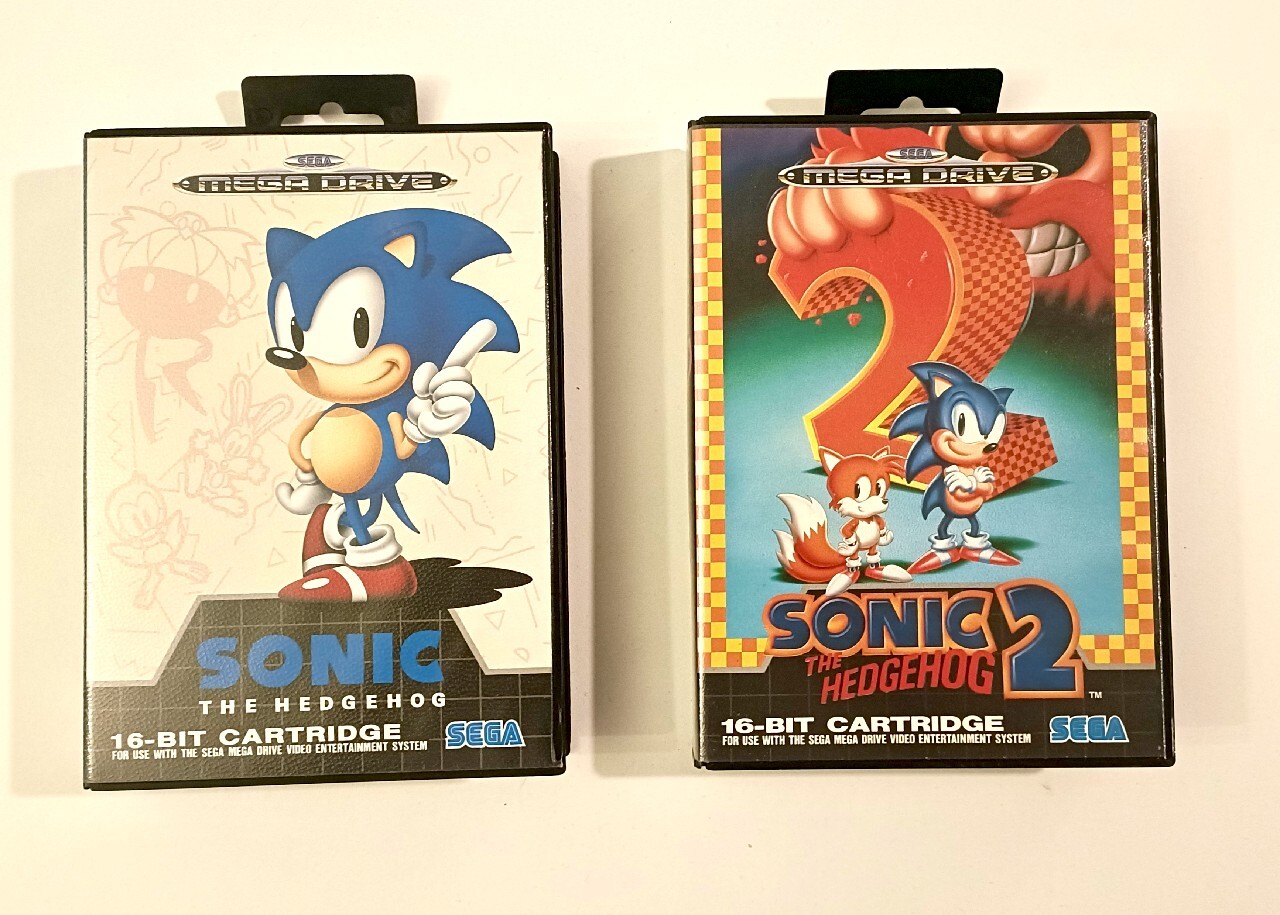 SEGA
MEGA DRIVE
SONIC
THE HEDGEHOG
16-BIT CARTRIDGE
FOR USE WITH THE SEGA MEGA DRIVE VIDEO ENTERTAINMENT SYSTEM
SEGA
SEGA
MEGA DRIVE
2
SONIC 2
THE
HEDGEHOG
TM
16-BIT CARTRIDGE
FOR USE WITH THE SEGA MEGA DRIVE VIDEO ENTERTAINMENT SYSTEM
SEGA